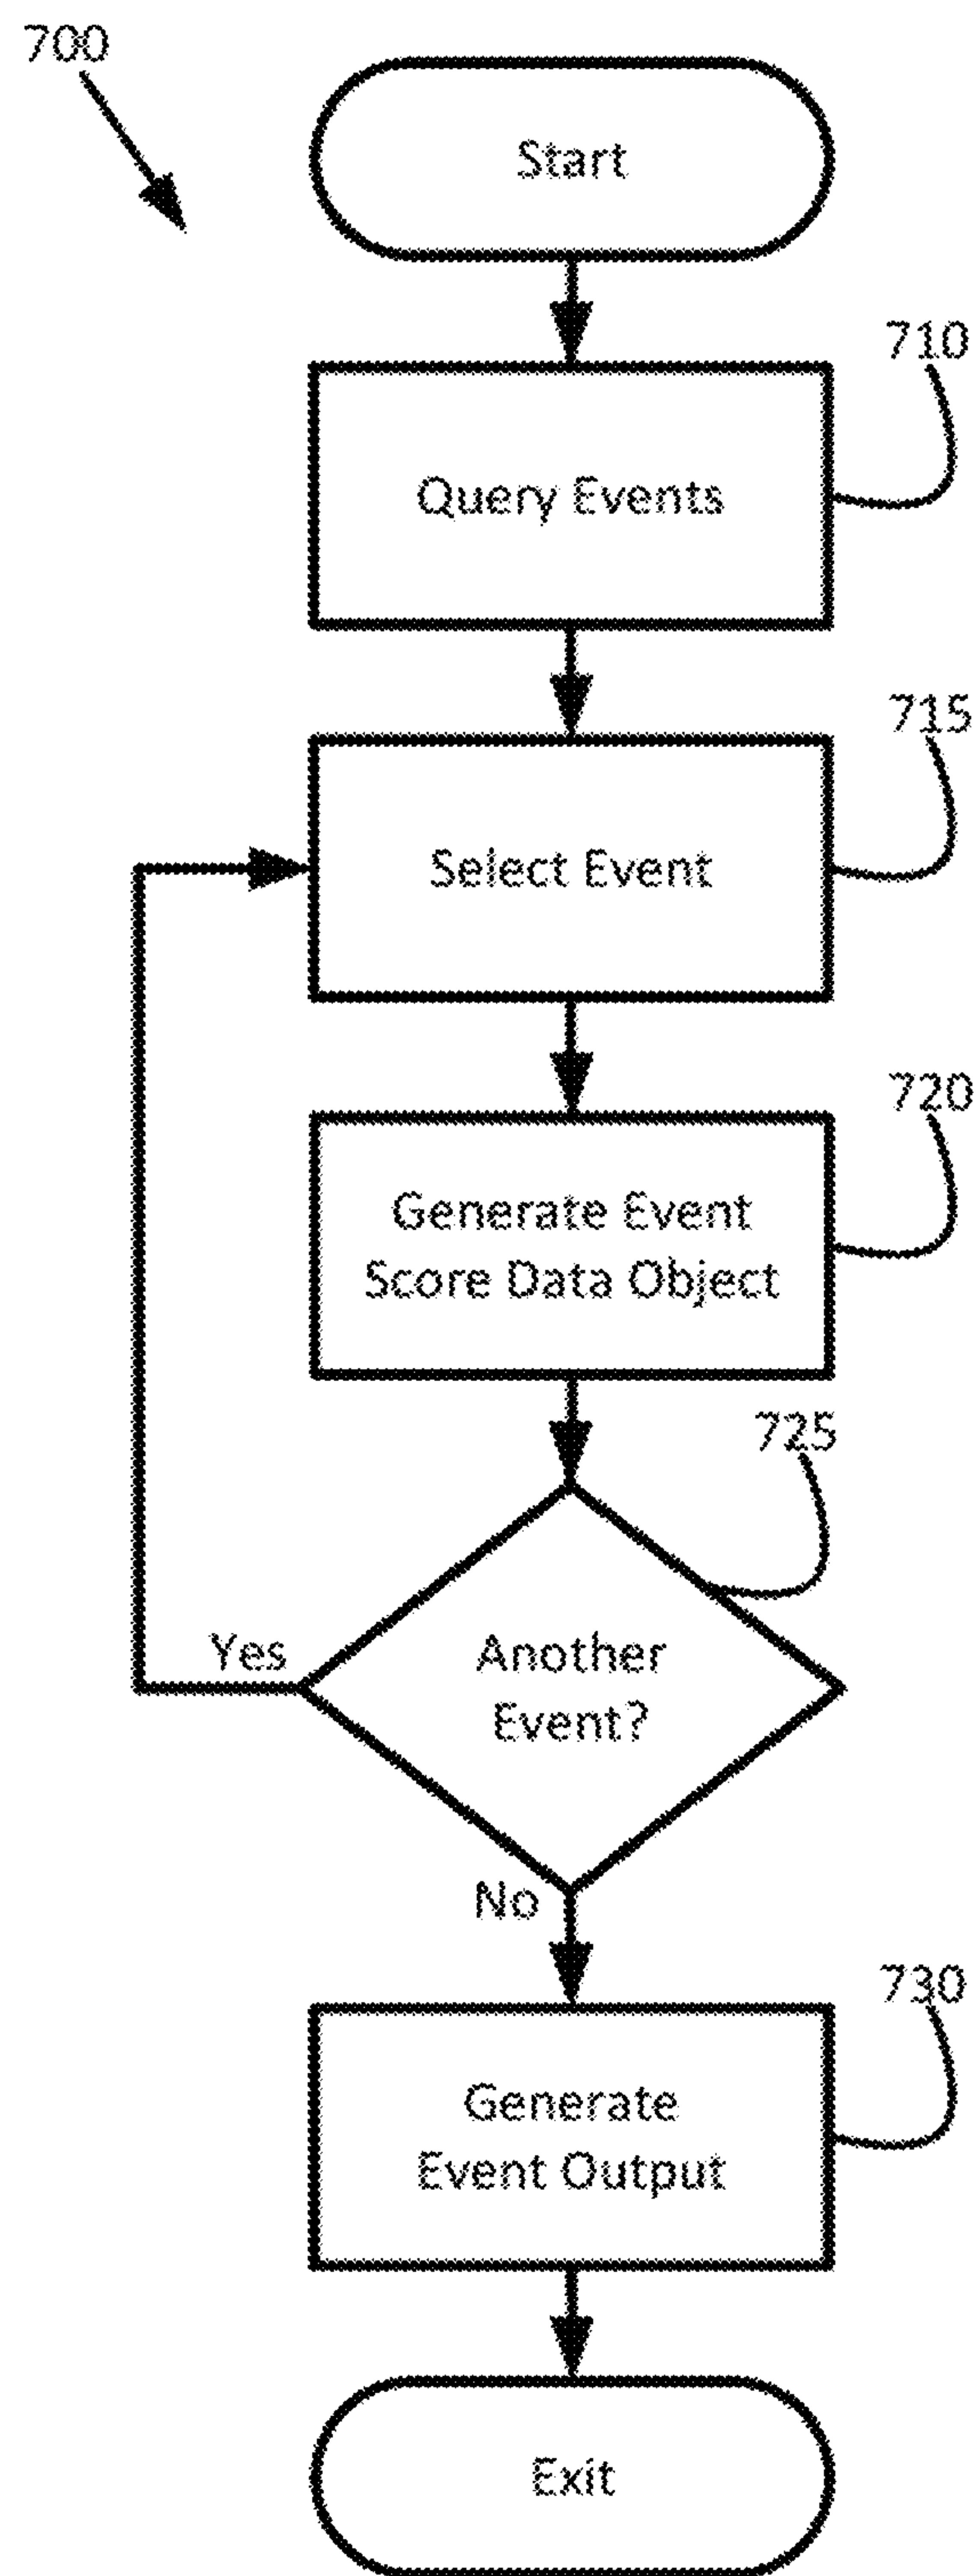 700
Start
710
Query Events
715
Select Event
720
Generate Event
Score Data Object
725
Yes
Another
Event?
No
730
Generate
Event Output
Exit